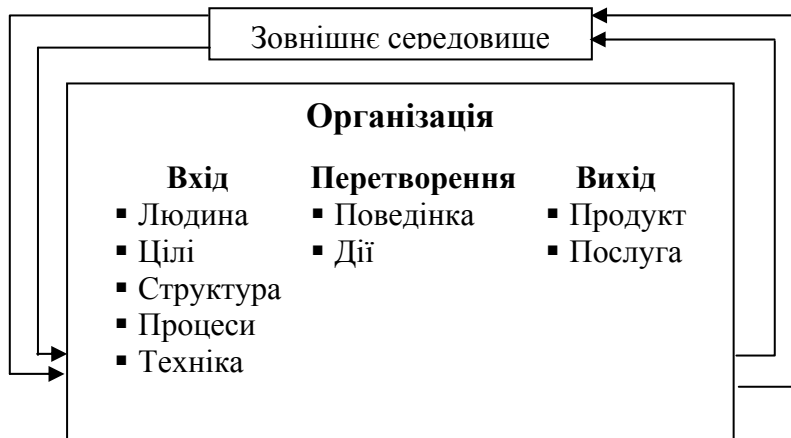 Зовнішнє середовище
Організація
Вхід Перетворення Вихід
▪ Людина ▪ Поведінка ▪ Продукт
▪ Цілі ▪ Дії ▪ Послуга
▪ Структура
▪ Процеси
▪ Техніка